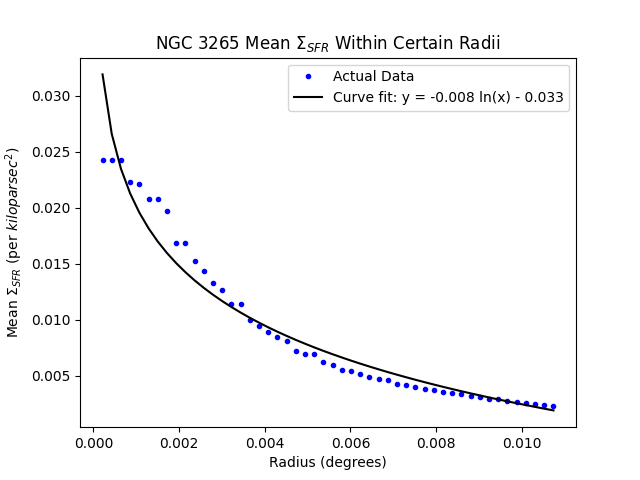 NGC 3265 Mean Σ_SFR Within Certain Radii
Actual Data
Curve fit: y = -0.008 ln(x) - 0.033
0.030
0.025
0.020
0.015
0.010
0.005
Mean Σ_SFR (per kiloparsec²)
0.000 0.002 0.004 0.006 0.008 0.010
Radius (degrees)